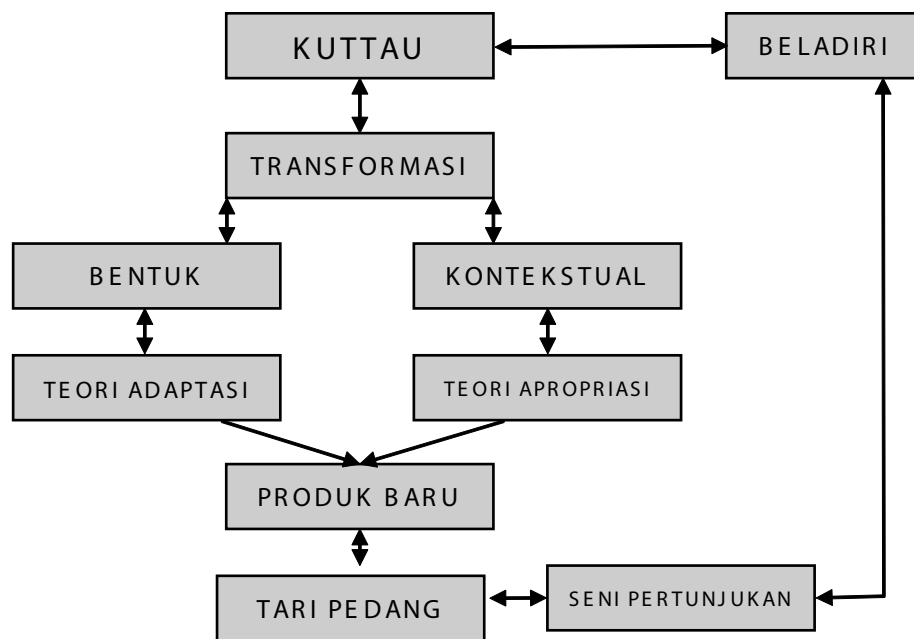 KUTTAU
BELADIRI
TRANSFORMASI
BENTUK
KONTEKSTUAL
TEORI ADAPTASI
TEORI APROPRIASI
PRODUK BARU
TARI PEDANG
SENI PERTUNJUKAN